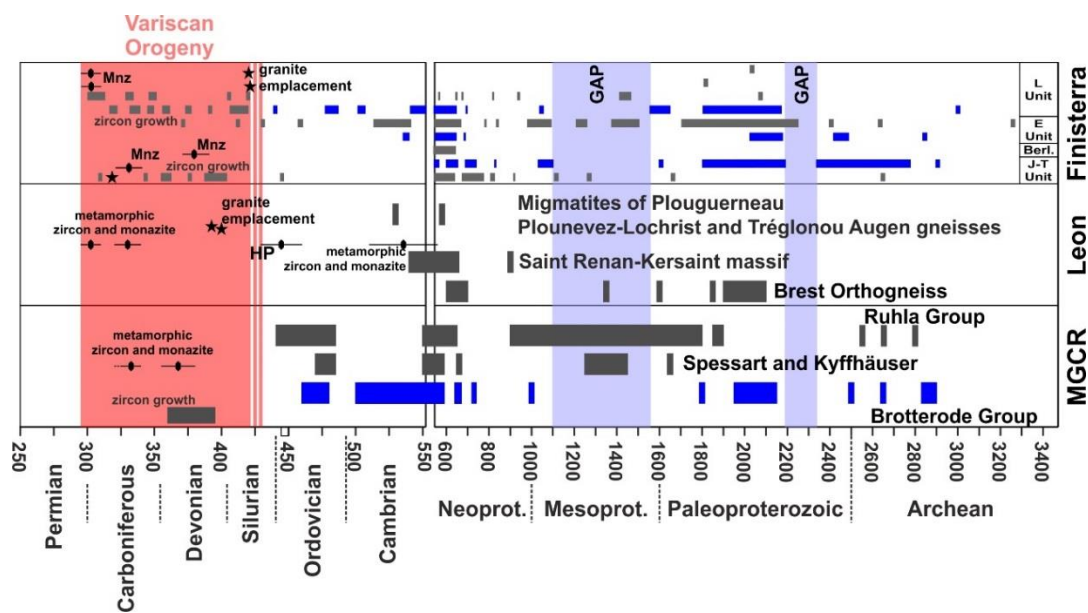 Variscan
Orogeny
Mnz
granite
emplacement
zircon growth
Mnz
Mnz
zircon growth
GAP
GAP
L
Unit
E
Unit
Berl.
J-T
Unit
Finisterra
granite
emplacement
metamorphic
zircon and monazite
HP
metamorphic
zircon and monazite
Migmatites of Plouguerneau
Plounevez-Lochrist and Tréglonou Augen gneisses
Saint Renan-Kersaint massif
Brest Orthogneiss
Leon
metamorphic
zircon and monazite
zircon growth
Ruhla Group
Spessart and Kyffhäuser
Brotterode Group
MGCR
250 300 350 400 450 500 550 600 800 1000 1200 1400 1600 1800 2000 2200 2400 2600 2800 3000 3200 3400
Permian
Carboniferous
Devonian
Silurian
Ordovician
Cambrian
Neoprot.
Mesoprot.
Paleoproterozoic
Archean